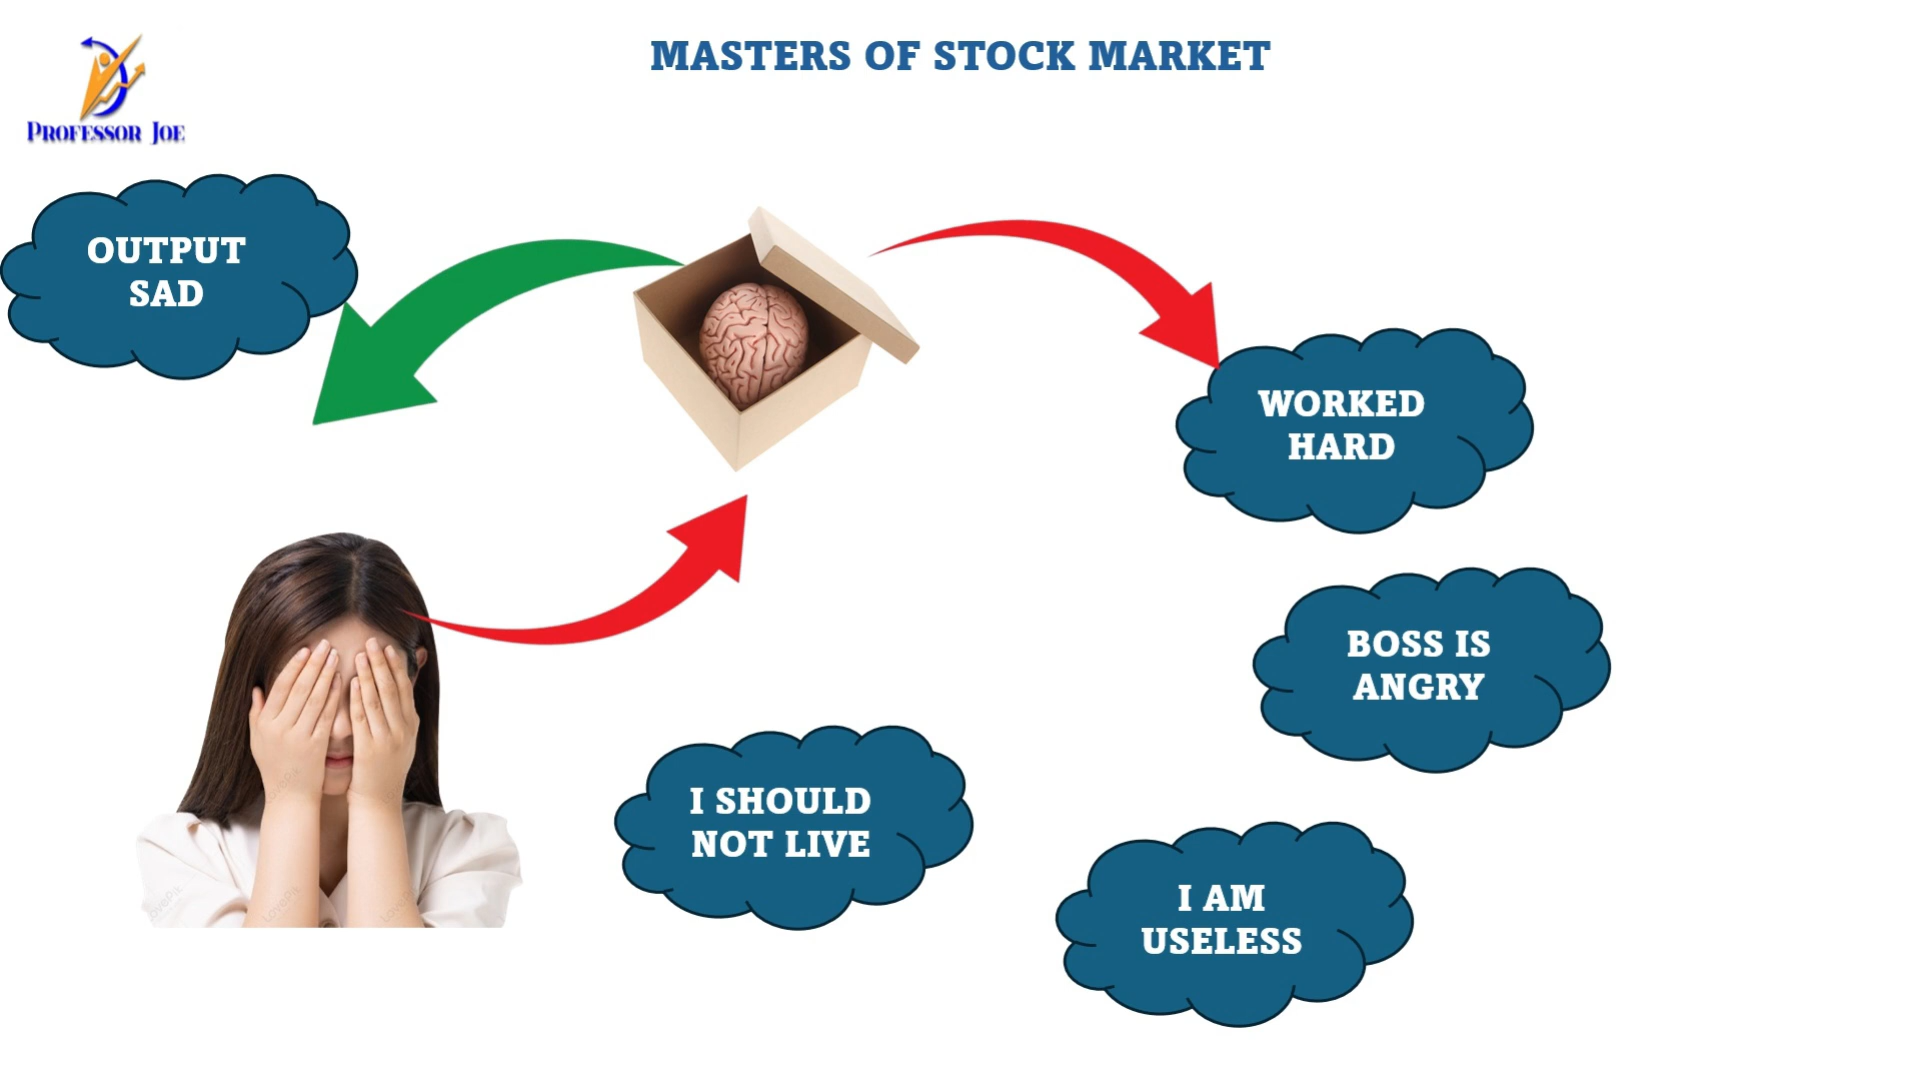 MASTERS OF STOCK MARKET
PROFESSOR JOE
OUTPUT
SAD
WORKED
HARD
BOSS IS
ANGRY
I SHOULD
NOT LIVE
I AM
USELESS